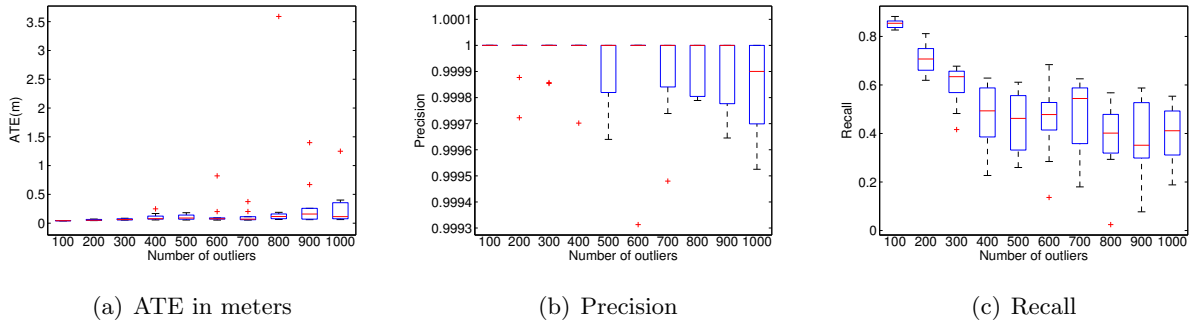 3.5
3
2.5
2
1.5
1
0.5
0
ATE(m)
100 200 300 400 500 600 700 800 900 1000
Number of outliers
(a) ATE in meters
1.0001
1
0.9999
0.9998
0.9997
0.9996
0.9995
0.9994
0.9993
Precision
100 200 300 400 500 600 700 800 900 1000
Number of outliers
(b) Precision
0.8
0.6
0.4
0.2
0
Recall
100 200 300 400 500 600 700 800 900 1000
Number of outliers
(c) Recall